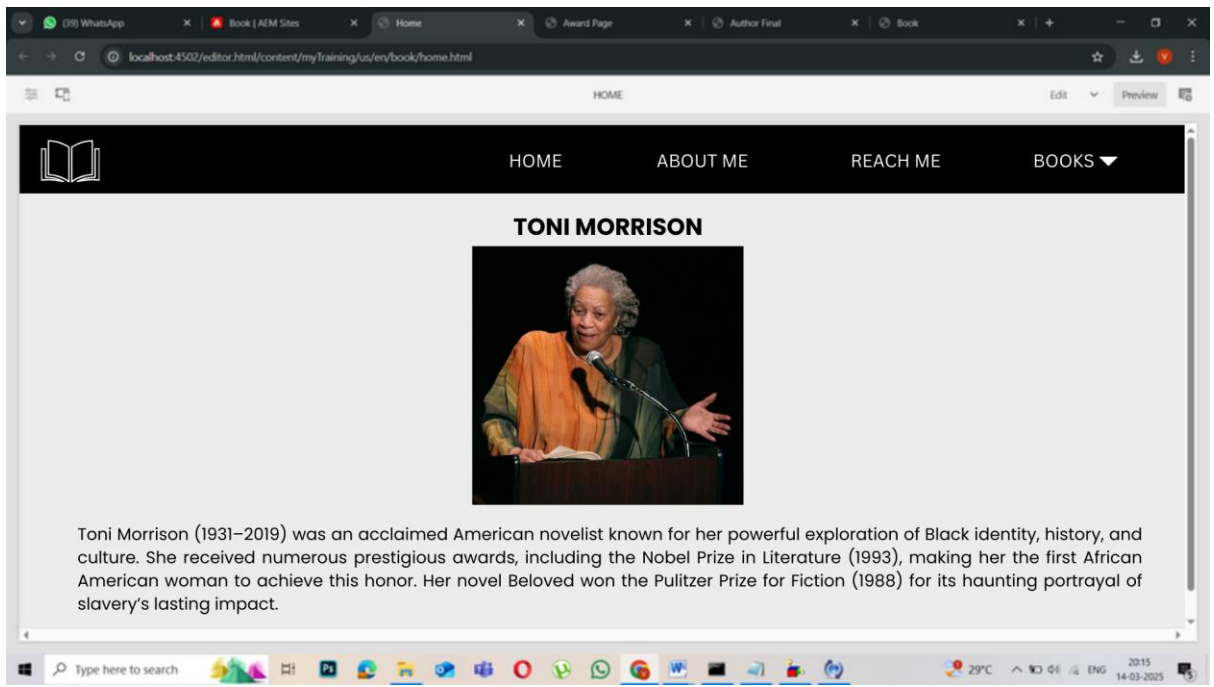 (39) WhatsApp
Book | AEM Sites
Home
Award Page
Author Final
Book
localhost:4502/editor.html/content/myTraining/us/en/book/home.html
HOME
Edit
Preview
HOME ABOUT ME REACH ME BOOKS
TONI MORRISON
Toni Morrison (1931–2019) was an acclaimed American novelist known for her powerful exploration of Black identity, history, and
culture. She received numerous prestigious awards, including the Nobel Prize in Literature (1993), making her the first African
American woman to achieve this honor. Her novel Beloved won the Pulitzer Prize for Fiction (1988) for its haunting portrayal of
slavery's lasting impact.
Type here to search
Ps
W
29°C
ENG
20:15
14-03-2025